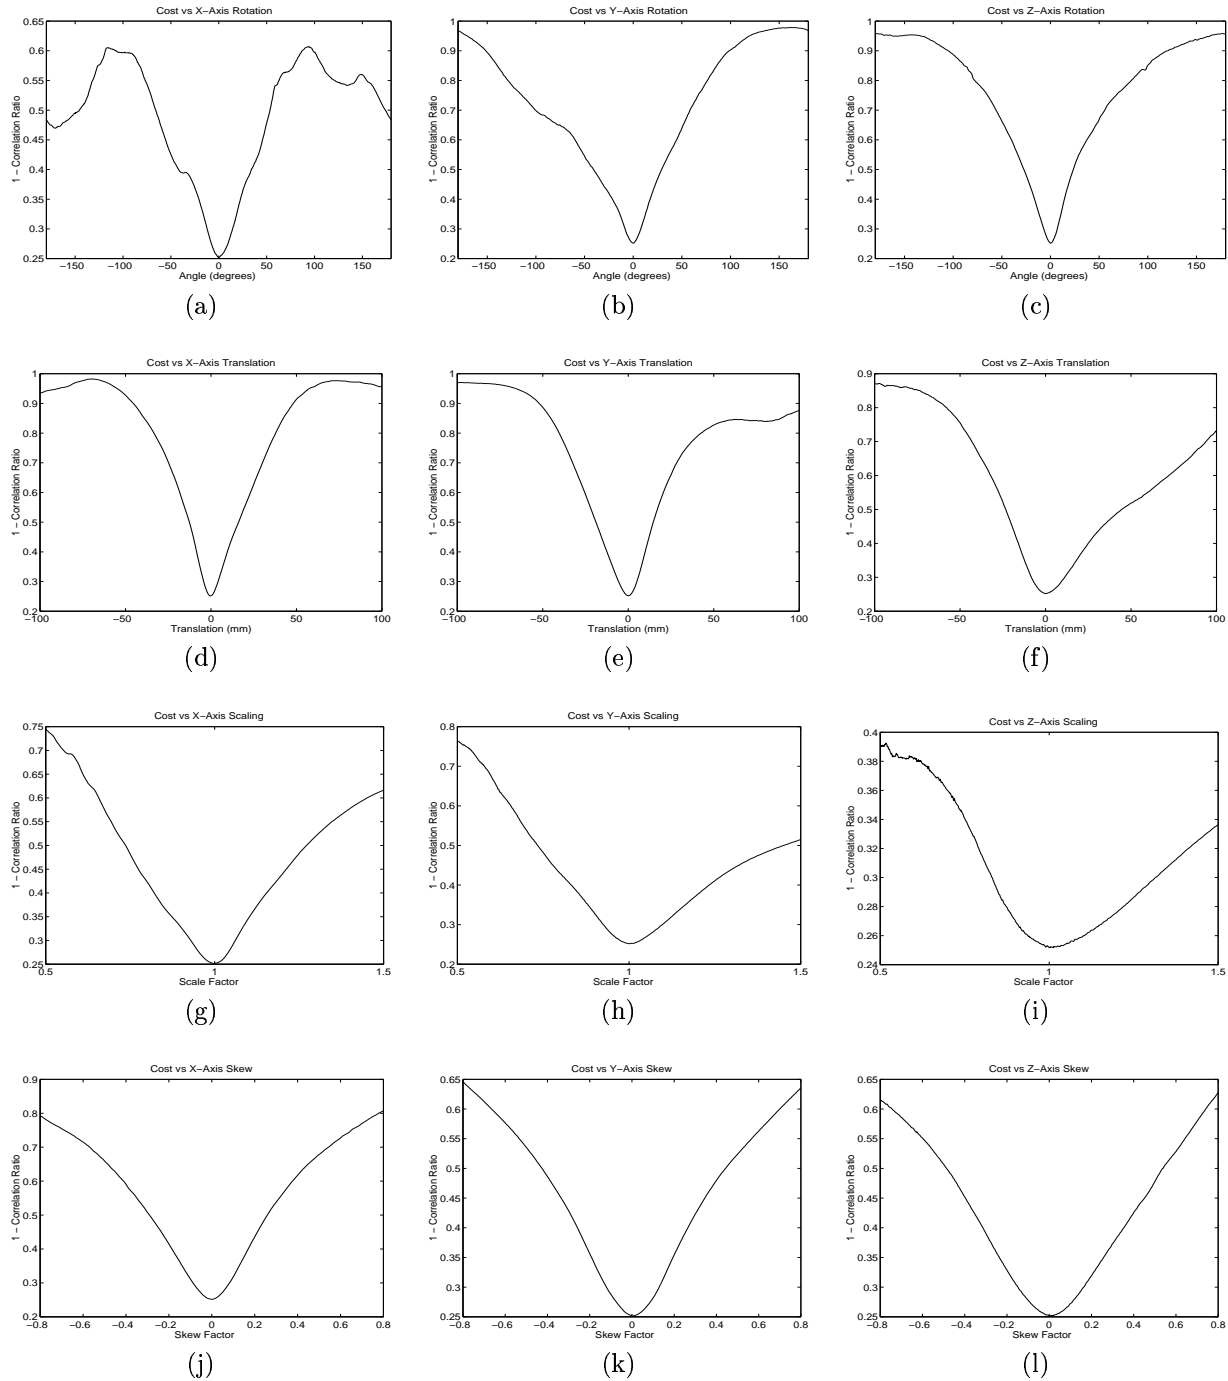 Cost vs X−Axis Rotation
0.65
0.6
0.55
0.5
0.45
0.4
0.35
0.3
0.25
1 − Correlation Ratio
−150 −100 −50 0 50 100 150
Angle (degrees)
(a)
Cost vs Y−Axis Rotation
1
0.9
0.8
0.7
0.6
0.5
0.4
0.3
0.2
1 − Correlation Ratio
−150 −100 −50 0 50 100 150
Angle (degrees)
(b)
Cost vs Z−Axis Rotation
1
0.9
0.8
0.7
0.6
0.5
0.4
0.3
0.2
1 − Correlation Ratio
−150 −100 −50 0 50 100 150
Angle (degrees)
(c)
Cost vs X−Axis Translation
1
0.9
0.8
0.7
0.6
0.5
0.4
0.3
0.2
1 − Correlation Ratio
−100 −50 0 50 100
Translation (mm)
(d)
Cost vs Y−Axis Translation
1
0.9
0.8
0.7
0.6
0.5
0.4
0.3
0.2
1 − Correlation Ratio
−100 −50 0 50 100
Translation (mm)
(e)
Cost vs Z−Axis Translation
0.9
0.8
0.7
0.6
0.5
0.4
0.3
0.2
1 − Correlation Ratio
−100 −50 0 50 100
Translation (mm)
(f)
Cost vs X−Axis Scaling
0.75
0.7
0.65
0.6
0.55
0.5
0.45
0.4
0.35
0.3
0.25
1 − Correlation Ratio
0.5 1 1.5
Scale Factor
(g)
Cost vs Y−Axis Scaling
0.8
0.7
0.6
0.5
0.4
0.3
0.2
1 − Correlation Ratio
0.5 1 1.5
Scale Factor
(h)
Cost vs Z−Axis Scaling
0.4
0.38
0.36
0.34
0.32
0.3
0.28
0.26
0.24
1 − Correlation Ratio
0.5 1 1.5
Scale Factor
(i)
Cost vs X−Axis Skew
0.9
0.8
0.7
0.6
0.5
0.4
0.3
0.2
1 − Correlation Ratio
−0.8 −0.6 −0.4 −0.2 0 0.2 0.4 0.6 0.8
Skew Factor
(j)
Cost vs Y−Axis Skew
0.65
0.6
0.55
0.5
0.45
0.4
0.35
0.3
0.25
1 − Correlation Ratio
−0.8 −0.6 −0.4 −0.2 0 0.2 0.4 0.6 0.8
Skew Factor
(k)
Cost vs Z−Axis Skew
0.65
0.6
0.55
0.5
0.45
0.4
0.35
0.3
0.25
1 − Correlation Ratio
−0.8 −0.6 −0.4 −0.2 0 0.2 0.4 0.6 0.8
Skew Factor
(l)